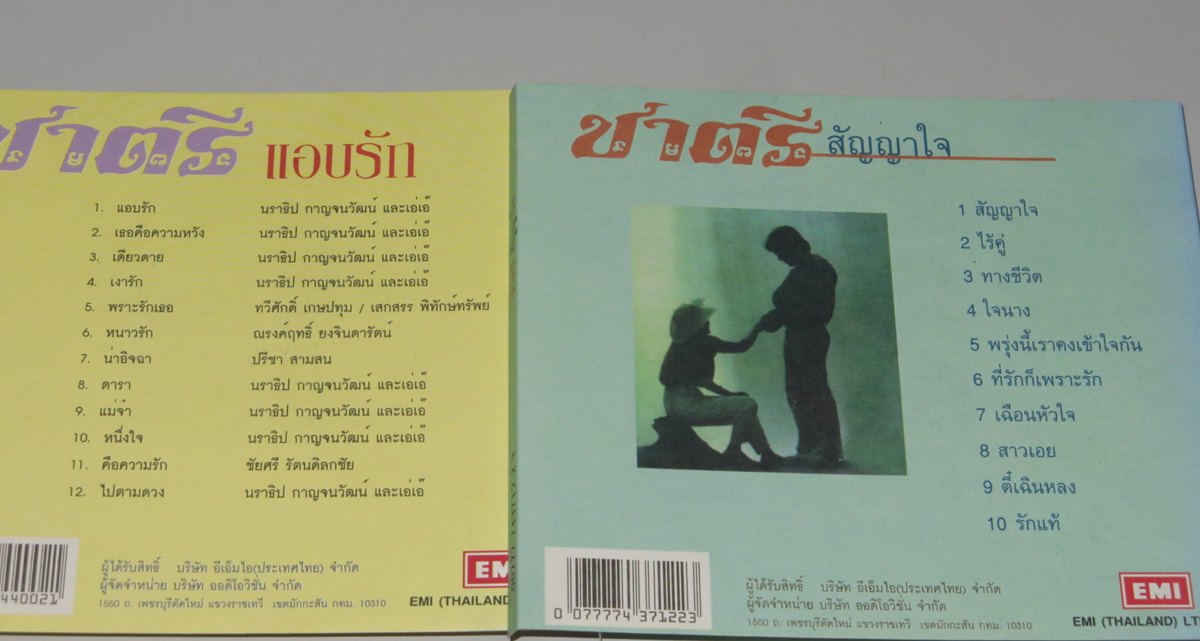 ชาตรี
แอบรัก
1. แอบรัก นราธิป กาญจนวัฒน์ และเอ่เอ๊
2. เธอคือความหวัง นราธิป กาญจนวัฒน์ และเอ่เอ๊
3. เดียวดาย นราธิป กาญจนวัฒน์ และเอ่เอ๊
4. เงารัก นราธิป กาญจนวัฒน์ และเอ่เอ๊
5. พราะรักเธอ ทวีศักดิ์ เกษปทุม / เสกสรร พิทักษ์ทรัพย์
6. หนาวรัก ณรงค์ฤทธิ์ ยงจินดารัตน์
7. น่าอิจฉา ปรีชา สามสน
8. ดารา นราธิป กาญจนวัฒน์ และเอ่เอ๊
9. แม่จ๋า นราธิป กาญจนวัฒน์ และเอ่เอ๊
10. หนึ่งใจ นราธิป กาญจนวัฒน์ และเอ่เอ๊
11. คือความรัก ชัยศรี รัตนดิลกชัย
12. ไปตามดวง นราธิป กาญจนวัฒน์ และเอ่เอ๊
440021
ผู้ได้รับสิทธิ์ บริษัท อีเอ็มไอ(ประเทศไทย) จำกัด
ผู้จัดจำหน่าย บริษัท ออดิโอวิชั่น จำกัด
1550 ถ. เพชรบุรีตัดใหม่ แขวงราชเทวี เขตมักกะสัน กทม. 10310
EM
EMI (THAILAND)
ชาตรี
สัญญาใจ
1 สัญญาใจ
2 ไร้คู่
3 ทางชีวิต
4 ใจนาง
5 พรุ่งนี้เราคงเข้าใจกัน
6 ที่รักก็เพราะรัก
7 เฉือนหัวใจ
8 สาวเอย
9 ตี๋เฉินหลง
10 รักแท้
0 077774 371223
ผู้ได้รับสิทธิ์ บริษัท อีเอ็มไอ(ประเทศไทย) จำกัด
ผู้จัดจำหน่าย บริษัท ออดิโอวิชั่น จำกัด
1550 ถ. เพชรบุรีตัดใหม่ แขวงราชเทวี เขตมักกะสัน กทม. 10310
EMI
EMI (THAILAND) LT